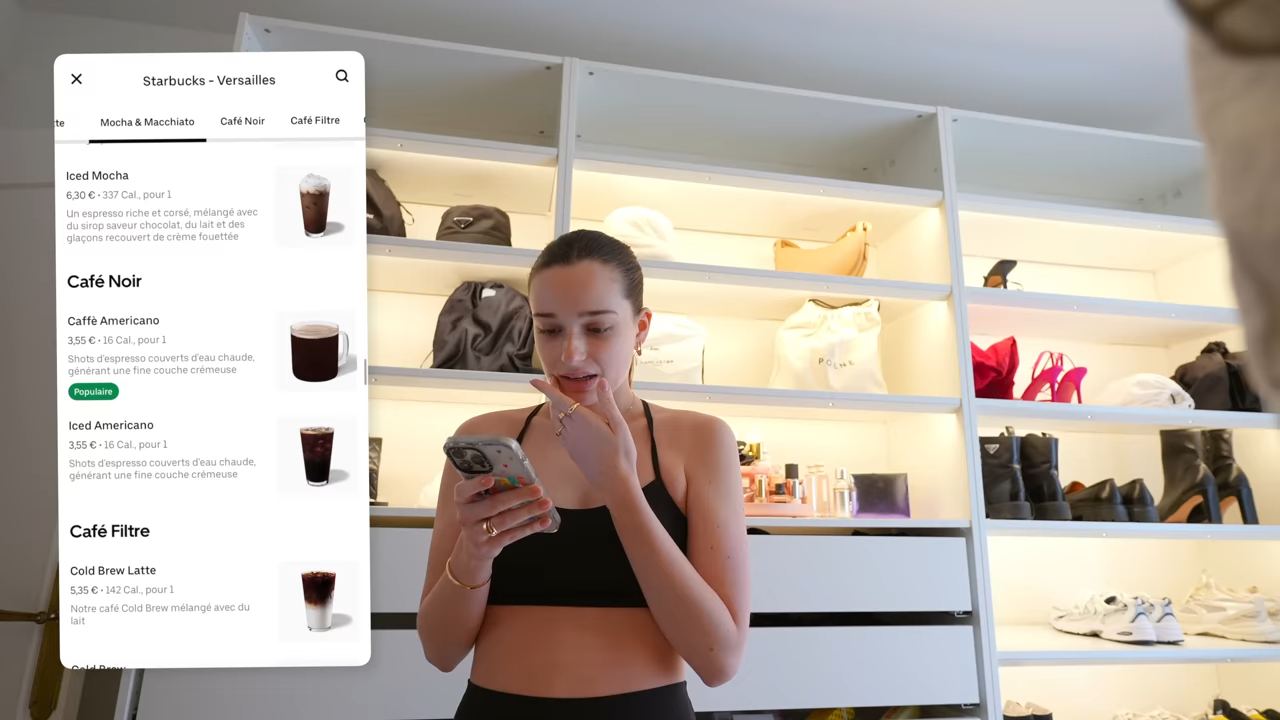 Starbucks - Versailles
te
Mocha & Macchiato
Café Noir
Café Filtre
Iced Mocha
6,30 € • 337 Cal., pour 1
Un espresso riche et corsé, mélangé avec
du sirop saveur chocolat, du lait et des
glaçons recouvert de crème fouettée
Café Noir
Caffè Americano
3,55 € • 16 Cal., pour 1
Shots d'espresso couverts d'eau chaude,
générant une fine couche crémeuse
Populaire
Iced Americano
3,55 € • 16 Cal., pour 1
Shots d'espresso couverts d'eau chaude,
générant une fine couche crémeuse
Café Filtre
Cold Brew Latte
5,35 € • 142 Cal., pour 1
Notre café Cold Brew mélangé avec du
lait
Cold Brew
POLÈNE